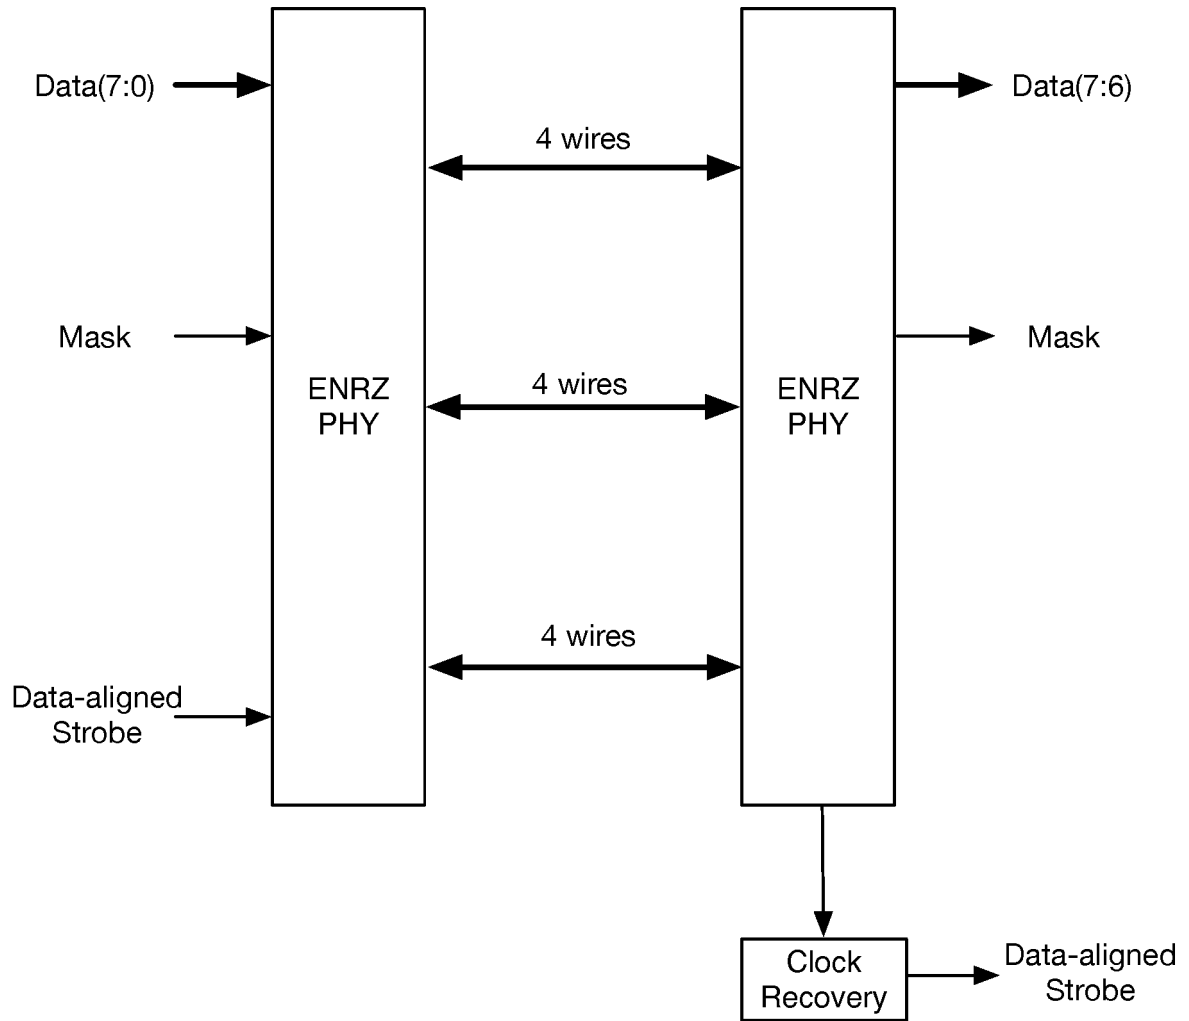 Data(7:0)
Data(7:6)
4 wires
Mask
Mask
ENRZ
PHY
4 wires
ENRZ
PHY
4 wires
Data-aligned
Strobe
Clock
Recovery
Data-aligned
Strobe